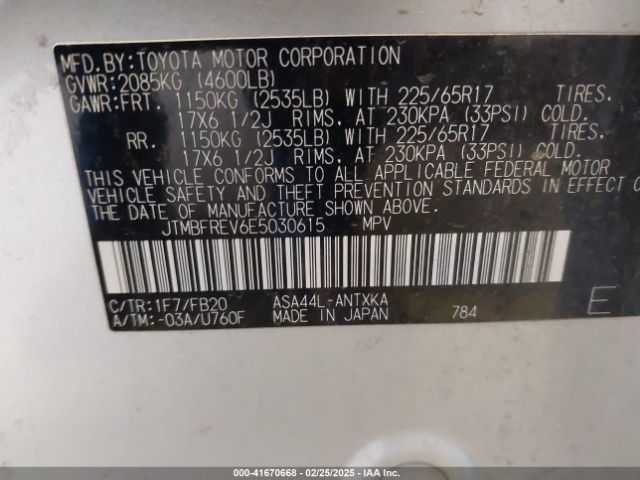 MFD.BY:TOYOTA MOTOR CORPORATION
GVWR:2085KG (4600LB)
GAWR:FRT. 1150KG (2535LB) WITH 225/65R17 TIRES.
17X6 1/2J RIMS, AT 230KPA (33PSI) COLD.
RR. 1150KG (2535LB) WITH 225/65R17 TIRES.
17X6 1/2J RIMS, AT 230KPA (33PSI) COLD.
THIS VEHICLE CONFORMS TO ALL APPLICABLE FEDERAL MOTOR
VEHICLE SAFETY AND THEFT PREVENTION STANDARDS IN EFFECT
THE DATE OF MANUFACTURE SHOWN ABOVE.
JTMBFREV6E5030615 MPV
C/TR:1F7/FB20 ASA44L-ANTXKA
A/TM:-03A/U760F MADE IN JAPAN 784
E
000-41670668 - 02/25/2025 - IAA Inc.